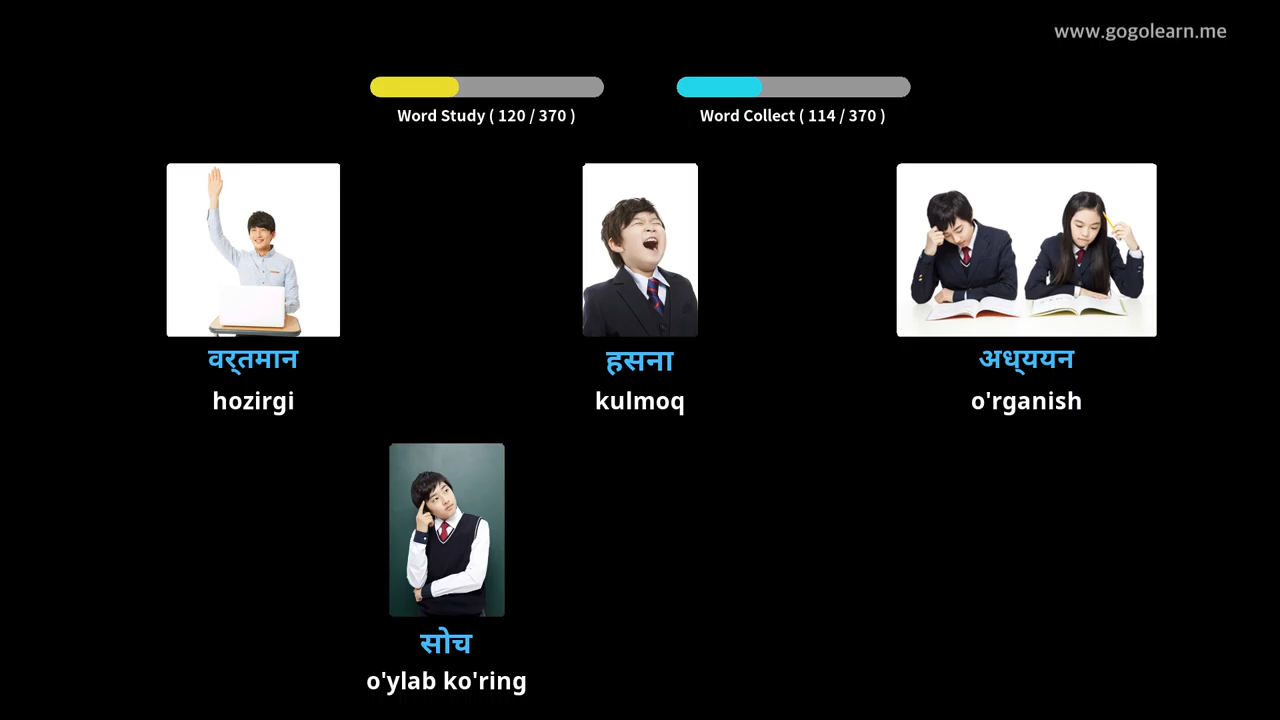 www.gogolearn.me
Word Study ( 120 / 370 )
Word Collect ( 114 / 370 )
वर्तमान
hozirgi
हसना
kulmoq
अध्ययन
o'rganish
सोच
o'ylab ko'ring